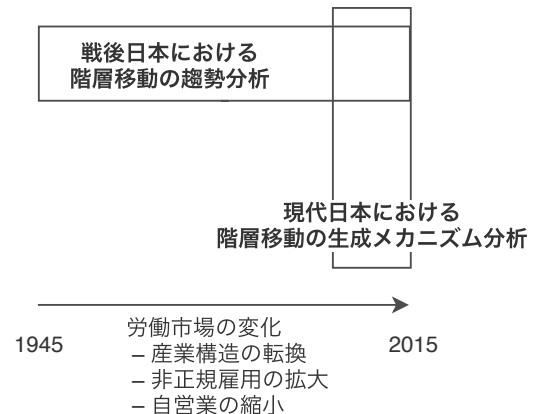 戦後日本における
階層移動の趨勢分析
現代日本における
階層移動の生成メカニズム分析
1945
2015
労働市場の変化
– 産業構造の転換
– 非正規雇用の拡大
– 自営業の縮小